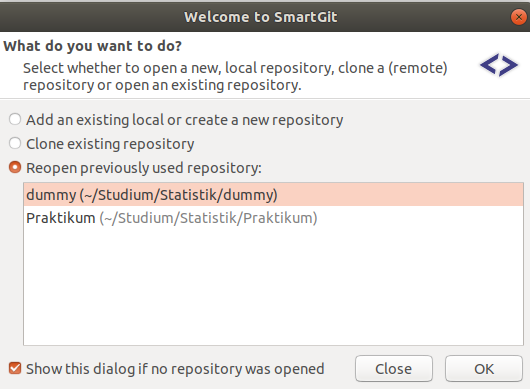 Welcome to SmartGit
What do you want to do?
Select whether to open a new, local repository, clone a (remote)
repository or open an existing repository.
Add an existing local or create a new repository
Clone existing repository
Reopen previously used repository:
dummy (~/Studium/Statistik/dummy)
Praktikum (~/Studium/Statistik/Praktikum)
Show this dialog if no repository was opened
Close
OK